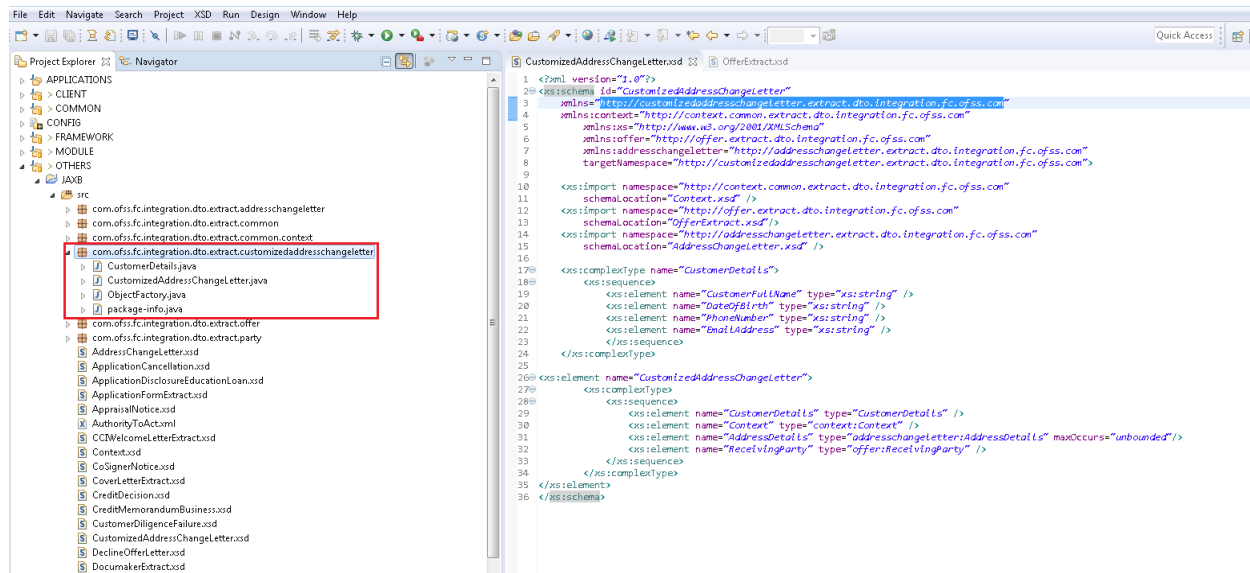 File Edit Navigate Search Project XSD Run Design Window Help
Quick Access
Project Explorer Navigator
APPLICATIONS
> CLIENT
> COMMON
CONFIG
> FRAMEWORK
> MODULE
> OTHERS
JAXB
src
com.ofss.fc.integration.dto.extract.addresschangeletter
com.ofss.fc.integration.dto.extract.common
com.ofss.fc.integration.dto.extract.common.context
com.ofss.fc.integration.dto.extract.customizedaddresschangeletter
CustomerDetails.java
CustomizedAddressChangeLetter.java
ObjectFactory.java
package-info.java
com.ofss.fc.integration.dto.extract.offer
com.ofss.fc.integration.dto.extract.party
AddressChangeLetter.xsd
ApplicationCancellation.xsd
ApplicationDisclosureEducationLoan.xsd
ApplicationFormExtract.xsd
AppraisalNotice.xsd
AuthorityToAct.xml
CCIWelcomeLetterExtract.xsd
Context.xsd
CoSignerNotice.xsd
CoverLetterExtract.xsd
CreditDecision.xsd
CreditMemorandumBusiness.xsd
CustomerDiligenceFailure.xsd
CustomizedAddressChangeLetter.xsd
DeclineOfferLetter.xsd
DocumakerExtract.xsd
CustomizedAddressChangeLetter.xsd OfferExtract.xsd
1 <?xml version="1.0"?>
2 <xs:schema id="CustomizedAddressChangeLetter"
3 xmlns="http://customizedaddresschangeletter.extract.dto.integration.fc.ofss.com"
4 xmlns:context="http://context.common.extract.dto.integration.fc.ofss.com"
5 xmlns:xs="http://www.w3.org/2001/XMLSchema"
6 xmlns:offer="http://offer.extract.dto.integration.fc.ofss.com"
7 xmlns:addresschangeletter="http://addresschangeletter.extract.dto.integration.fc.ofss.com"
8 targetNamespace="http://customizedaddresschangeletter.extract.dto.integration.fc.ofss.com">
9
10 <xs:import namespace="http://context.common.extract.dto.integration.fc.ofss.com"
11 schemaLocation="Context.xsd" />
12 <xs:import namespace="http://offer.extract.dto.integration.fc.ofss.com"
13 schemaLocation="OfferExtract.xsd"/>
14 <xs:import namespace="http://addresschangeletter.extract.dto.integration.fc.ofss.com"
15 schemaLocation="AddressChangeLetter.xsd" />
16
17 <xs:complexType name="CustomerDetails">
18 <xs:sequence>
19 <xs:element name="CustomerFullName" type="xs:string" />
20 <xs:element name="DateOfBirth" type="xs:string" />
21 <xs:element name="PhoneNumber" type="xs:string" />
22 <xs:element name="EmailAddress" type="xs:string" />
23 </xs:sequence>
24 </xs:complexType>
25
26 <xs:element name="CustomizedAddressChangeLetter">
27 <xs:complexType>
28 <xs:sequence>
29 <xs:element name="CustomerDetails" type="CustomerDetails" />
30 <xs:element name="Context" type="context:Context" />
31 <xs:element name="AddressDetails" type="addresschangeletter:AddressDetails" maxOccurs="unbounded"/>
32 <xs:element name="ReceivingParty" type="offer:ReceivingParty" />
33 </xs:sequence>
34 </xs:complexType>
35 </xs:element>
36 </xs:schema>